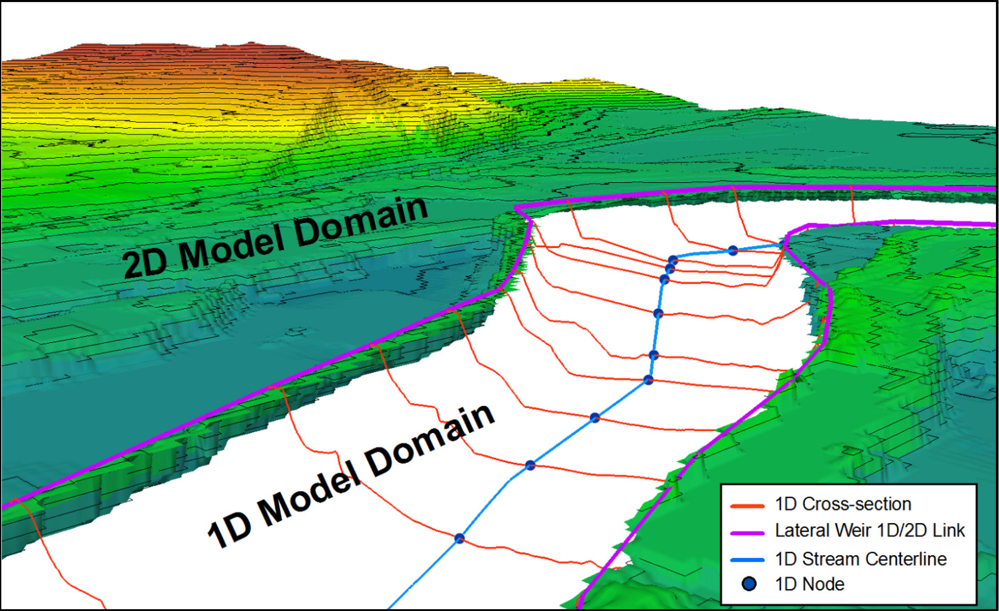 2D Model Domain
1D Model Domain
1D Cross-section
Lateral Weir 1D/2D Link
1D Stream Centerline
1D Node